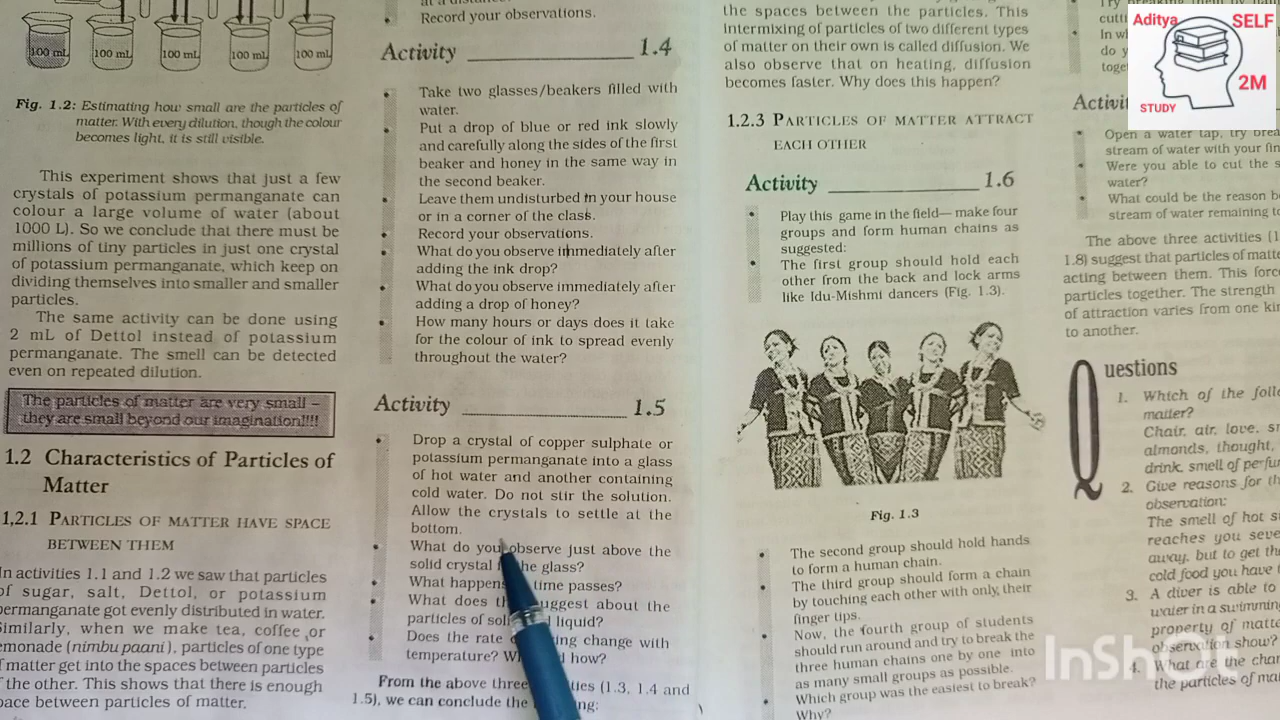 100 mL 100 mL 100 mL 100 mL 100 mL
Fig. 1.2: Estimating how small are the particles of
matter. With every dilution, though the colour
becomes light, it is still visible.
This experiment shows that just a few
crystals of potassium permanganate can
colour a large volume of water (about
1000 L). So we conclude that there must be
millions of tiny particles in just one crystal
of potassium permanganate, which keep on
dividing themselves into smaller and smaller
particles.
The same activity can be done using
2 mL of Dettol instead of potassium
permanganate. The smell can be detected
even on repeated dilution.
The particles of matter are very small –
they are small beyond our imagination!!!!
1.2 Characteristics of Particles of
Matter
1.2.1 PARTICLES OF MATTER HAVE SPACE
BETWEEN THEM
In activities 1.1 and 1.2 we saw that particles
of sugar, salt, Dettol, or potassium
permanganate got evenly distributed in water.
Similarly, when we make tea, coffee or
lemonade (nimbu paani), particles of one type
of matter get into the spaces between particles
of the other. This shows that there is enough
space between particles of matter.
Record your observations.
Activity 1.4
• Take two glasses/beakers filled with
water.
• Put a drop of blue or red ink slowly
and carefully along the sides of the first
beaker and honey in the same way in
the second beaker.
• Leave them undisturbed in your house
or in a corner of the class.
• Record your observations.
• What do you observe immediately after
adding the ink drop?
• What do you observe immediately after
adding a drop of honey?
• How many hours or days does it take
for the colour of ink to spread evenly
throughout the water?
Activity 1.5
• Drop a crystal of copper sulphate or
potassium permanganate into a glass
of hot water and another containing
cold water. Do not stir the solution.
Allow the crystals to settle at the
bottom.
• What do you observe just above the
solid crystal the glass?
• What happens time passes?
• What does suggest about the
particles of liquid?
• Does the rate change with
temperature? how?
From the above three (1.3, 1.4 and
1.5), we can conclude the
the spaces between the particles. This
intermixing of particles of two different types
of matter on their own is called diffusion. We
also observe that on heating, diffusion
becomes faster. Why does this happen?
1.2.3 PARTICLES OF MATTER ATTRACT
EACH OTHER
Activity 1.6
• Play this game in the field— make four
groups and form human chains as
suggested:
• The first group should hold each
other from the back and lock arms
like Idu-Mishmi dancers (Fig. 1.3).
Fig. 1.3
• The second group should hold hands
to form a human chain.
• The third group should form a chain
by touching each other with only their
finger tips.
• Now, the fourth group of students
should run around and try to break the
three human chains one by one into
as many small groups as possible.
• Which group was the easiest to break?
Why?
• Open a water tap, try
stream of water with your
• Were you able to cut the
water?
• What could be the reason
stream of water remaining
The above three activities
1.8) suggest that particles of
acting between them. This
particles together. The strength
of attraction varies from one
to another.
Questions
1. Which of the
matter?
Chair, air, love,
almonds, thought,
drink, smell of
2. Give reasons for
observation:
The smell of hot
reaches you
away, but to get
cold food you have
3. A diver is able to
water in a
property of
observation show?
4. What are the
the particles of
Aditya SELF
2M
STUDY
InShOt